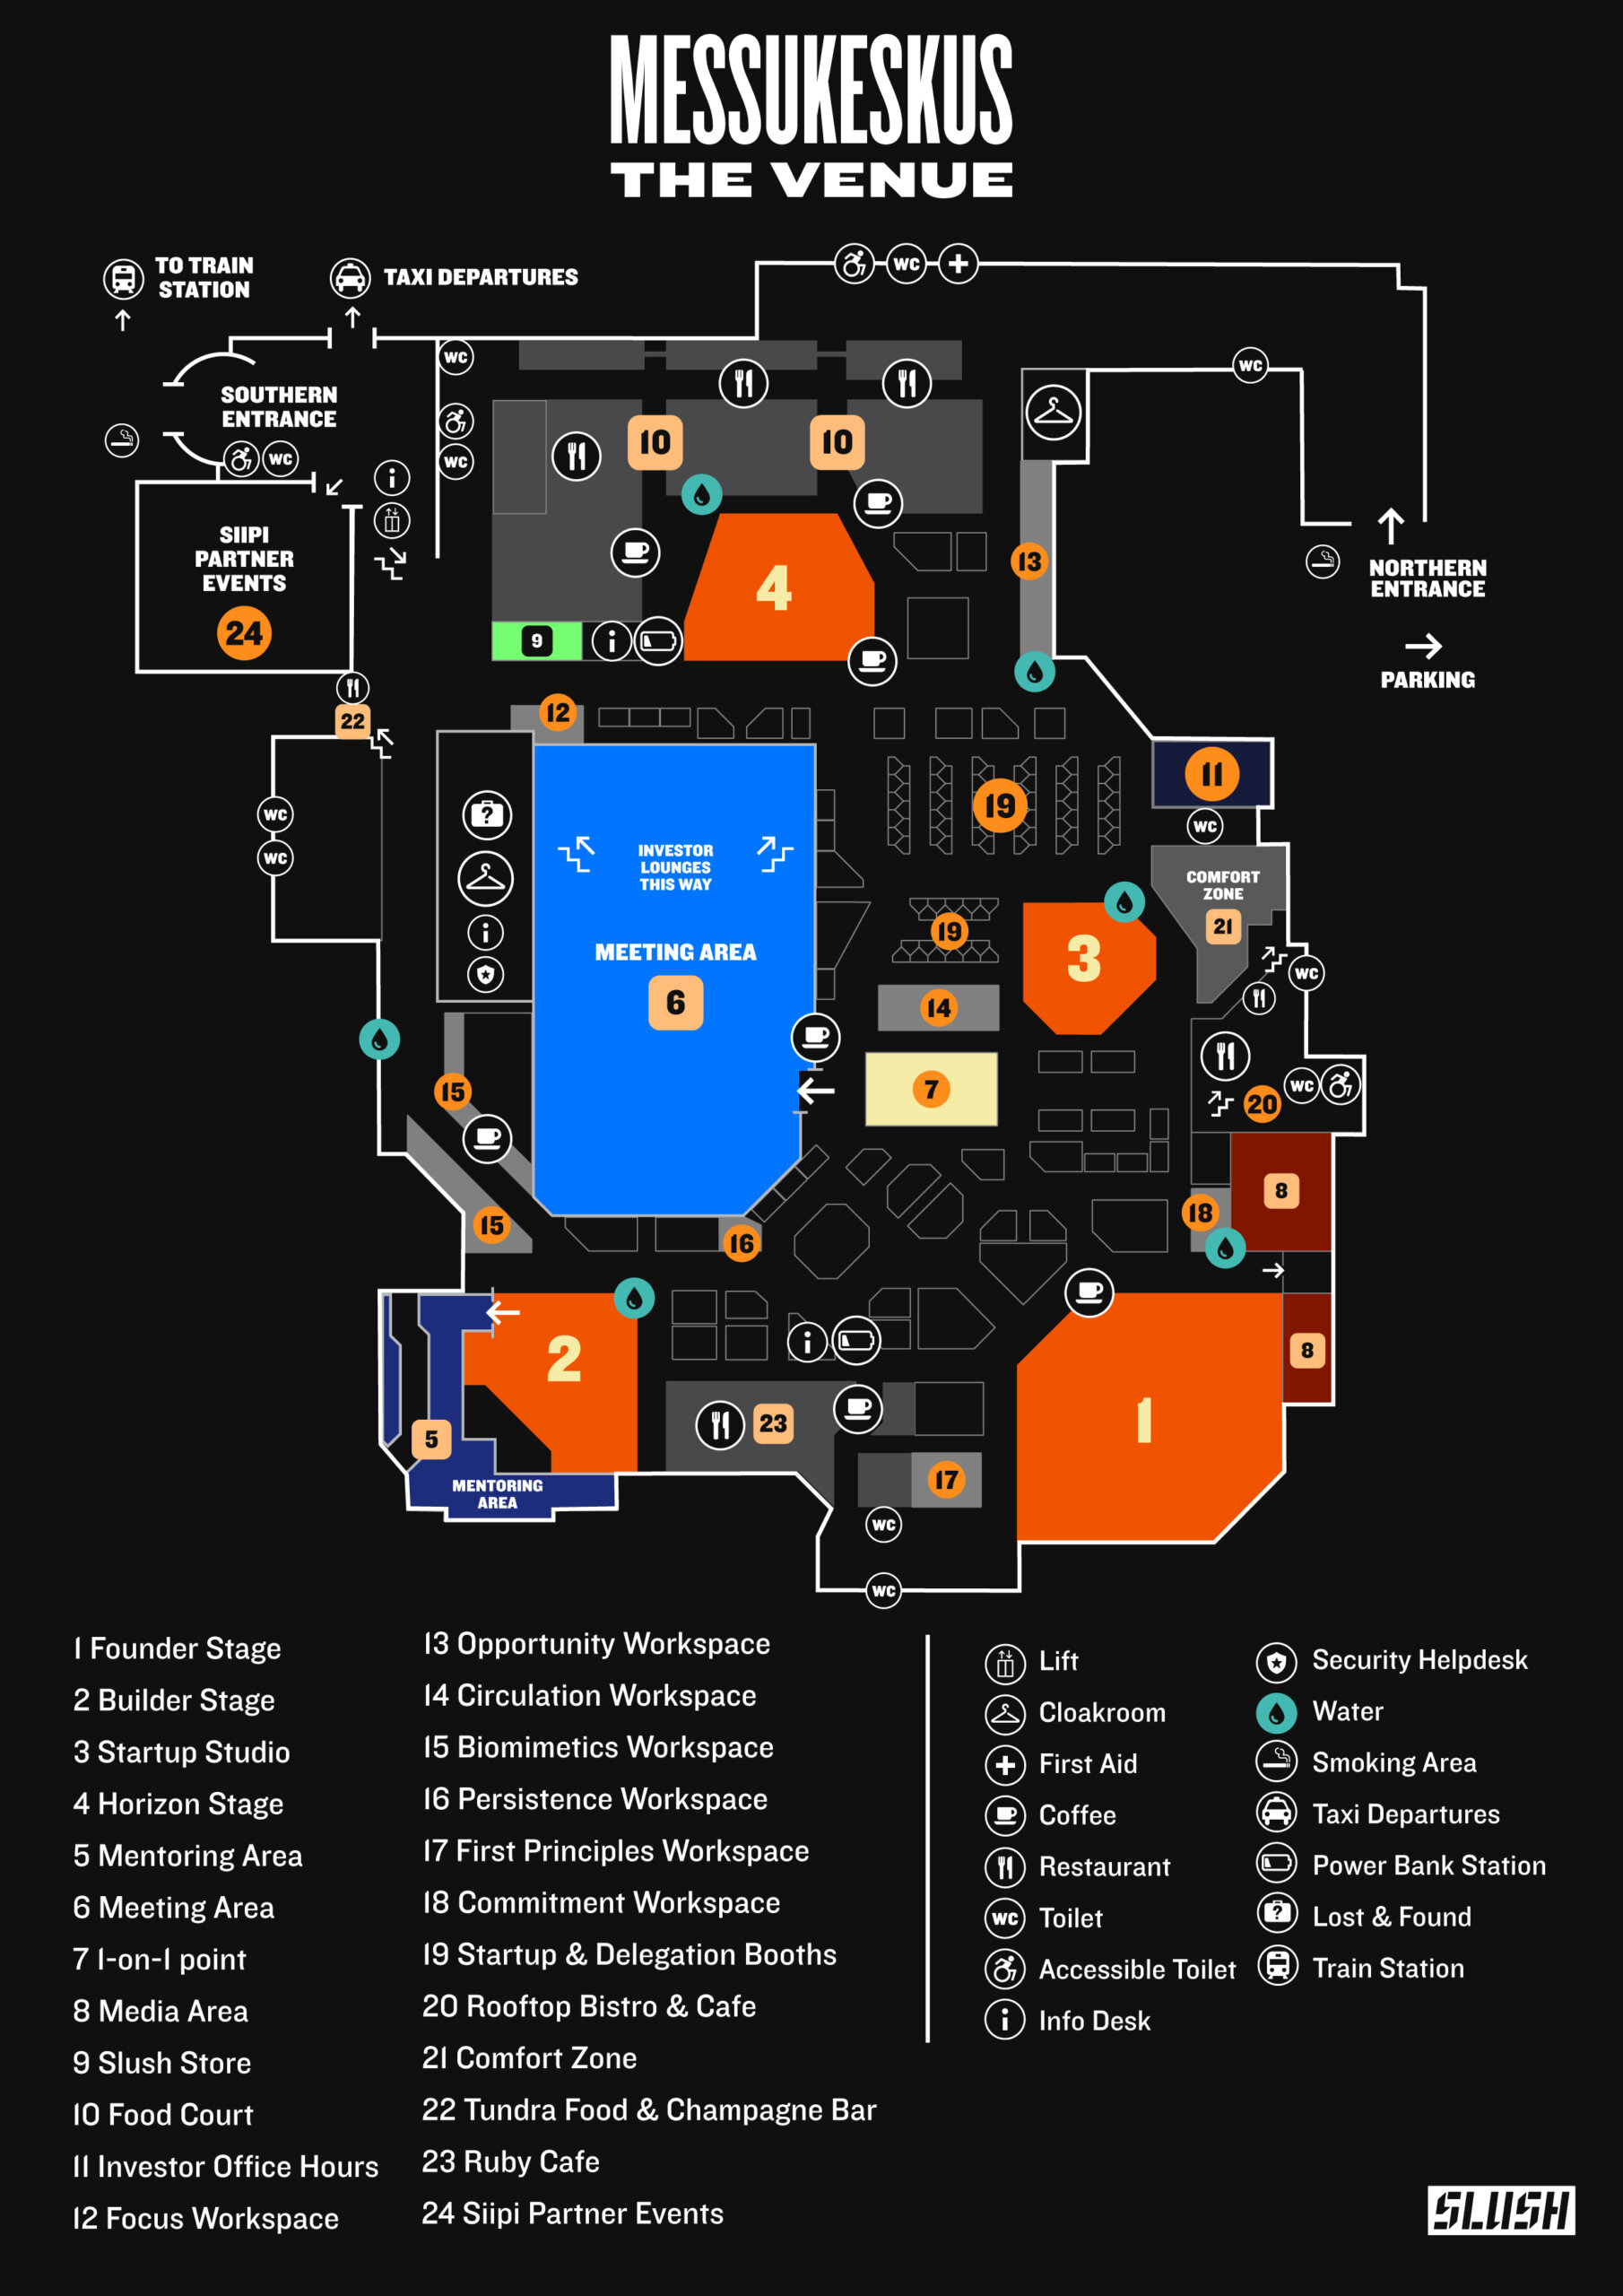 MESSUKESKUS
THE VENUE
TO TRAIN
STATION
TAXI DEPARTURES
WC
WC
SOUTHERN
ENTRANCE
WC
WC
WC
10
10
SIIPI
PARTNER
EVENTS
24
i
4
13
NORTHERN
ENTRANCE
PARKING
9
i
22
12
11
19
WC
WC
WC
?
INVESTOR
LOUNGES
THIS WAY
COMFORT
ZONE
21
i
19
3
WC
MEETING AREA
6
14
15
7
WC
20
8
15
16
18
2
i
8
1
5
23
17
MENTORING
AREA
WC
WC
1 Founder Stage
2 Builder Stage
3 Startup Studio
4 Horizon Stage
5 Mentoring Area
6 Meeting Area
7 1-on-1 point
8 Media Area
9 Slush Store
10 Food Court
11 Investor Office Hours
12 Focus Workspace
13 Opportunity Workspace
14 Circulation Workspace
15 Biomimetics Workspace
16 Persistence Workspace
17 First Principles Workspace
18 Commitment Workspace
19 Startup & Delegation Booths
20 Rooftop Bistro & Cafe
21 Comfort Zone
22 Tundra Food & Champagne Bar
23 Ruby Cafe
24 Siipi Partner Events
Lift
Cloakroom
First Aid
Coffee
Restaurant
WC Toilet
Accessible Toilet
i Info Desk
Security Helpdesk
Water
Smoking Area
Taxi Departures
Power Bank Station
? Lost & Found
Train Station
SLUSH